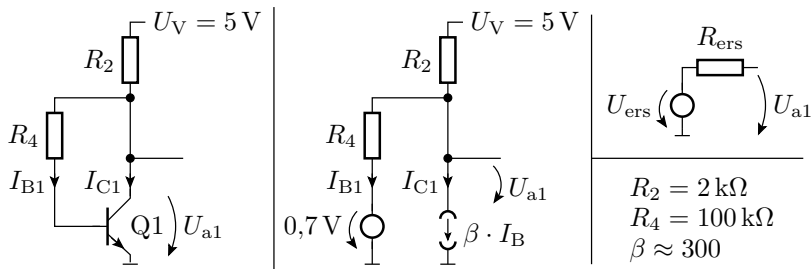 U_V = 5 V
R_2
R_4
I_B1
I_C1
Q1
U_a1
U_V = 5 V
R_2
R_4
I_B1
I_C1
U_a1
0,7 V
β · I_B
R_ers
U_ers
U_a1
R_2 = 2 kΩ
R_4 = 100 kΩ
β ≈ 300